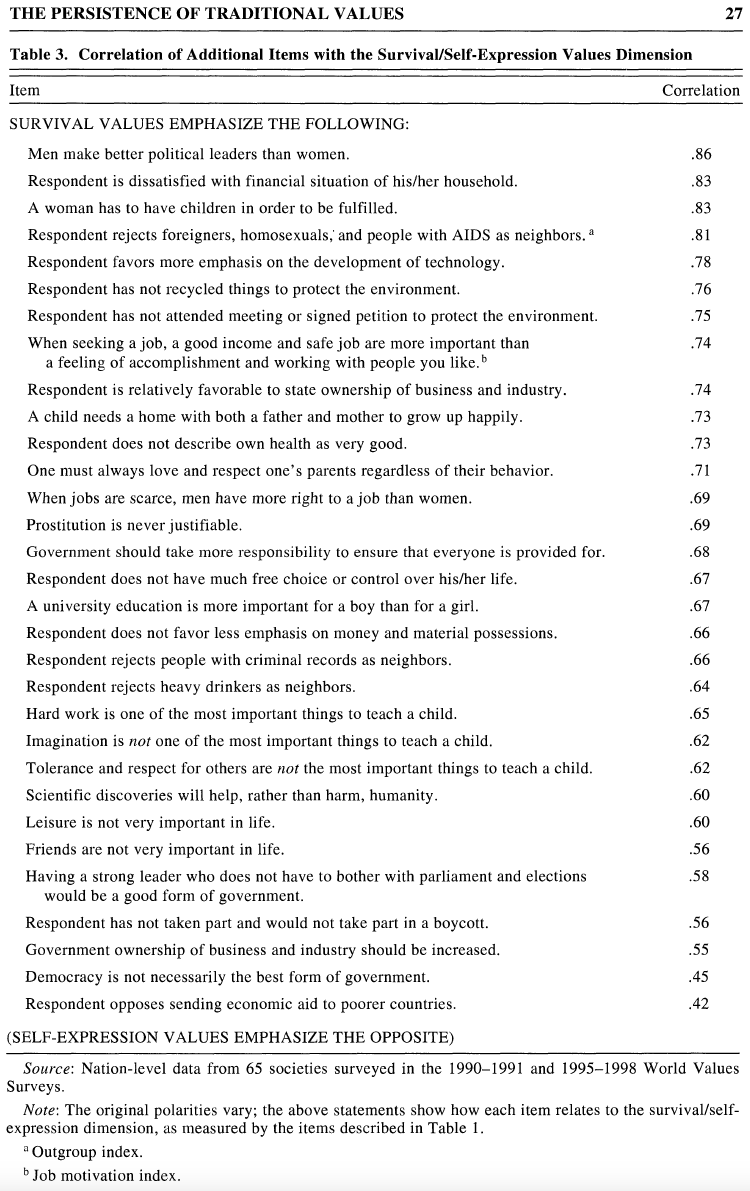 THE PERSISTENCE OF TRADITIONAL VALUES 27
Table 3. Correlation of Additional Items with the Survival/Self-Expression Values Dimension
Item Correlation
SURVIVAL VALUES EMPHASIZE THE FOLLOWING:
Men make better political leaders than women. .86
Respondent is dissatisfied with financial situation of his/her household. .83
A woman has to have children in order to be fulfilled. .83
Respondent rejects foreigners, homosexuals, and people with AIDS as neighbors. a .81
Respondent favors more emphasis on the development of technology. .78
Respondent has not recycled things to protect the environment. .76
Respondent has not attended meeting or signed petition to protect the environment. .75
When seeking a job, a good income and safe job are more important than .74
a feeling of accomplishment and working with people you like. b
Respondent is relatively favorable to state ownership of business and industry. .74
A child needs a home with both a father and mother to grow up happily. .73
Respondent does not describe own health as very good. .73
One must always love and respect one's parents regardless of their behavior. .71
When jobs are scarce, men have more right to a job than women. .69
Prostitution is never justifiable. .69
Government should take more responsibility to ensure that everyone is provided for. .68
Respondent does not have much free choice or control over his/her life. .67
A university education is more important for a boy than for a girl. .67
Respondent does not favor less emphasis on money and material possessions. .66
Respondent rejects people with criminal records as neighbors. .66
Respondent rejects heavy drinkers as neighbors. .64
Hard work is one of the most important things to teach a child. .65
Imagination is not one of the most important things to teach a child. .62
Tolerance and respect for others are not the most important things to teach a child. .62
Scientific discoveries will help, rather than harm, humanity. .60
Leisure is not very important in life. .60
Friends are not very important in life. .56
Having a strong leader who does not have to bother with parliament and elections .58
would be a good form of government.
Respondent has not taken part and would not take part in a boycott. .56
Government ownership of business and industry should be increased. .55
Democracy is not necessarily the best form of government. .45
Respondent opposes sending economic aid to poorer countries. .42
(SELF-EXPRESSION VALUES EMPHASIZE THE OPPOSITE)
Source: Nation-level data from 65 societies surveyed in the 1990–1991 and 1995–1998 World Values
Surveys.
Note: The original polarities vary; the above statements show how each item relates to the survival/self-
expression dimension, as measured by the items described in Table 1.
a Outgroup index.
b Job motivation index.